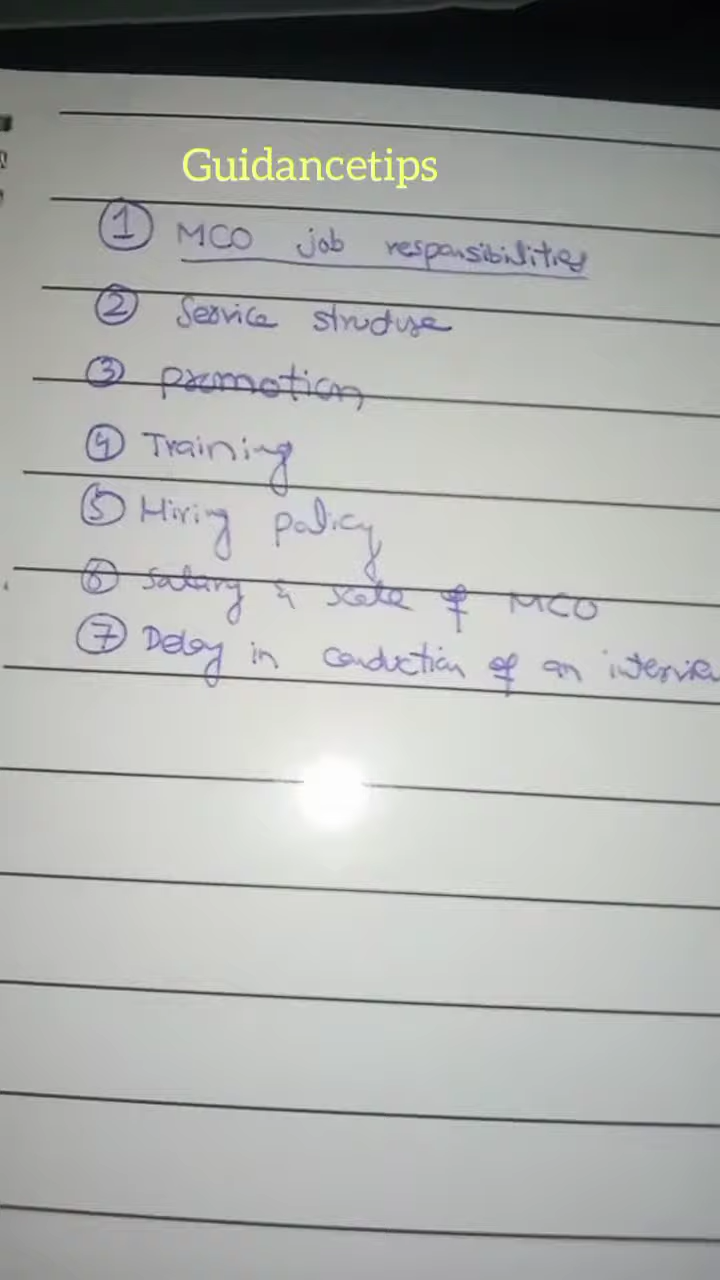 Guidancetips
① MCO job responsibilities
② Service structure
③ promotion
④ Training
⑤ Hiring policy
⑥ Salary & scale of MCO
⑦ Delay in conduction of an interview